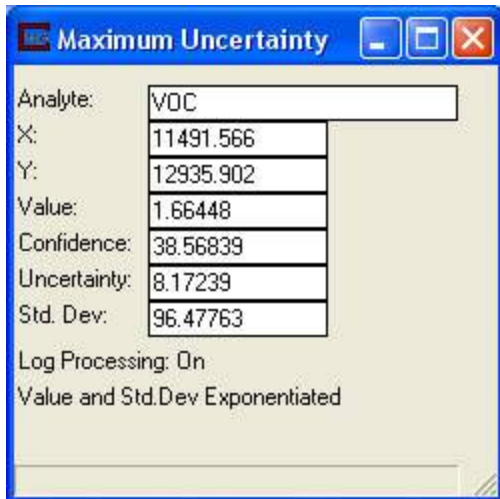 Maximum Uncertainty
Analyte: VOC
X: 11491.566
Y: 12935.902
Value: 1.66448
Confidence: 38.56839
Uncertainty: 8.17239
Std. Dev: 96.47763
Log Processing: On
Value and Std.Dev Exponentiated